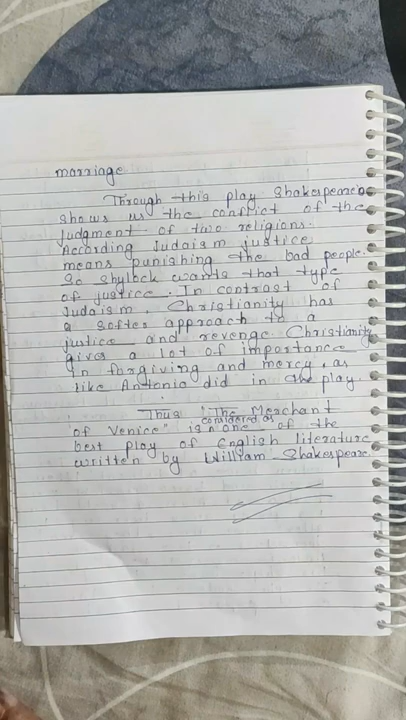 marriage.
Through this play Shakespeare
shows us the conflict of the
judgment of two religions.
According Judaism justice
means punishing the bad people.
So Shylock wants that type
of justice. In contrast of
Judaism, Christianity has
a softer approach to a
justice and revenge. Christianity
gives a lot of importance
in forgiving and mercy, as
like Antonio did in the play.
Thus "The Merchant
considered as
of Venice" is one of the
best play of English literature
written by William Shakespeare.